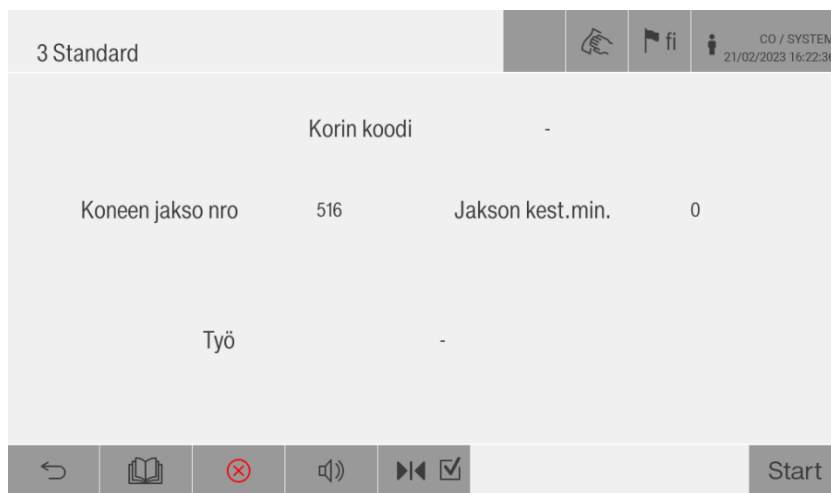 3 Standard
fi
CO / SYSTEM
21/02/2023 16:22:36
Korin koodi -
Koneen jakso nro 516 Jakson kest.min. 0
Työ -
Start